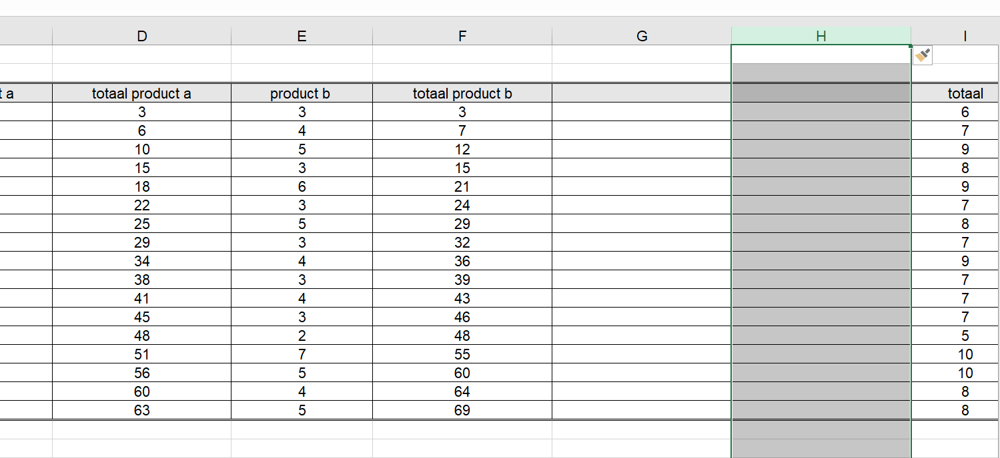 D E F G H I
t a totaal product a product b totaal product b totaal
3 3 3 6
6 4 7 7
10 5 12 9
15 3 15 8
18 6 21 9
22 3 24 7
25 5 29 8
29 3 32 7
34 4 36 9
38 3 39 7
41 4 43 7
45 3 46 7
48 2 48 5
51 7 55 10
56 5 60 10
60 4 64 8
63 5 69 8